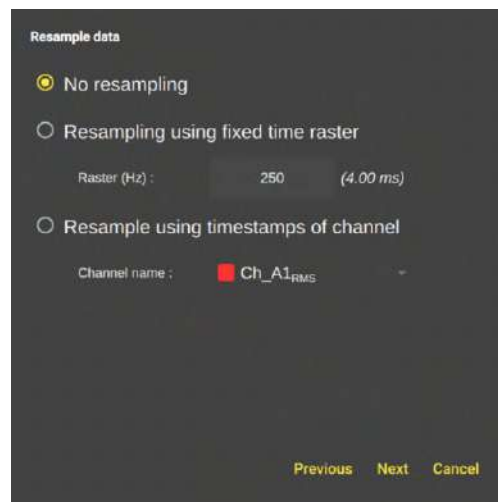 Resample data
No resampling
Resampling using fixed time raster
Raster (Hz) : 250 (4.00 ms)
Resample using timestamps of channel
Channel name : Ch_A1RMS
Previous Next Cancel